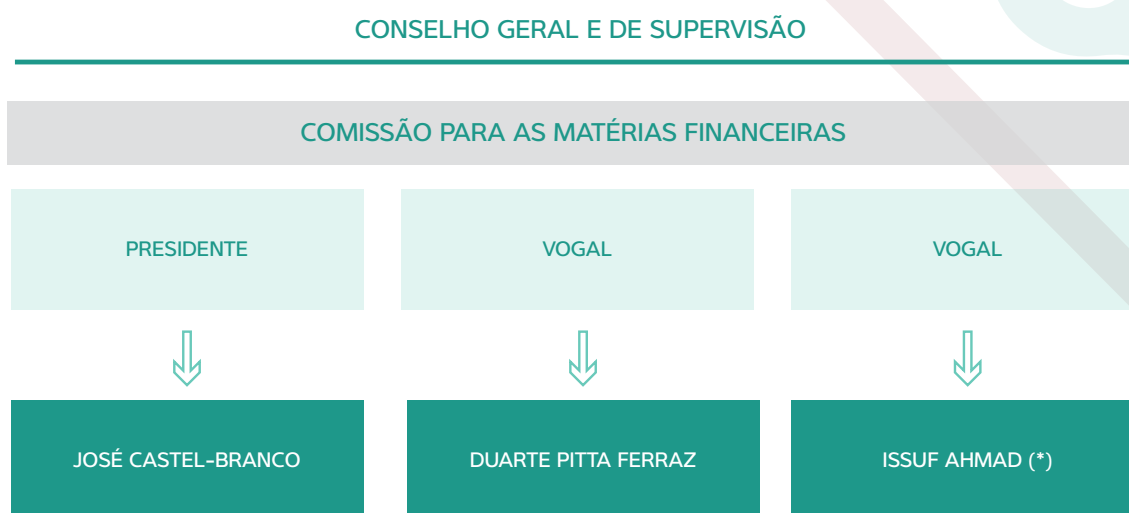 CONSELHO GERAL E DE SUPERVISÃO
COMISSÃO PARA AS MATÉRIAS FINANCEIRAS
PRESIDENTE
VOGAL
VOGAL
JOSÉ CASTEL-BRANCO
DUARTE PITTA FERRAZ
ISSUF AHMAD (*)